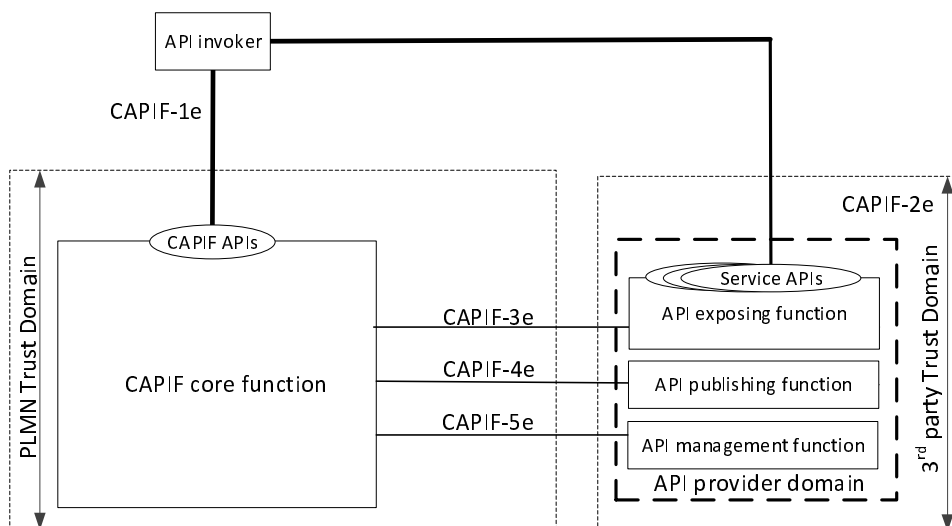 API invoker
CAPIF-1e
CAPIF-2e
CAPIF APIs
PLMN Trust Domain
CAPIF core function
CAPIF-3e
CAPIF-4e
CAPIF-5e
Service APIs
API exposing function
API publishing function
API management function
API provider domain
3rd party Trust Domain